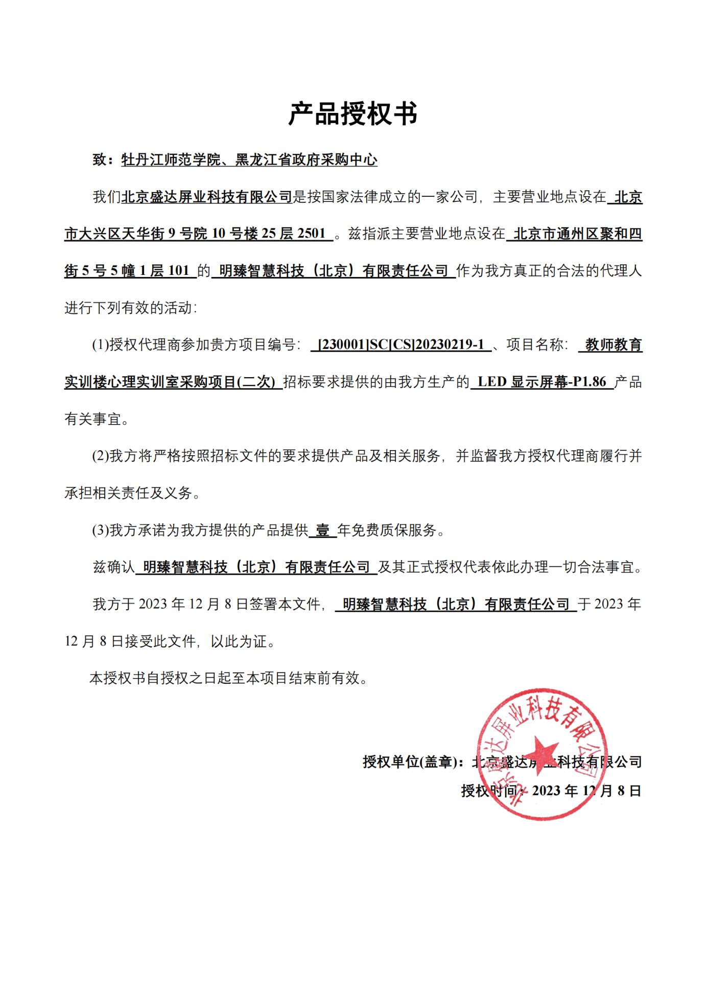 产品授权书
致：牡丹江师范学院、黑龙江省政府采购中心
我们北京盛达屏业科技有限公司是按国家法律成立的一家公司，主要营业地点设在 北京
市大兴区天华街 9 号院 10 号楼 25 层 2501 。兹指派主要营业地点设在 北京市通州区聚和四
街 5 号 5 幢 1 层 101 的 明臻智慧科技（北京）有限责任公司 作为我方真正的合法的代理人
进行下列有效的活动：
(1)授权代理商参加贵方项目编号： [230001]SC[CS]20230219-1 、项目名称： 教师教育
实训楼心理实训室采购项目(二次) 招标要求提供的由我方生产的 LED 显示屏幕-P1.86 产品
有关事宜。
(2)我方将严格按照招标文件的要求提供产品及相关服务，并监督我方授权代理商履行并
承担相关责任及义务。
(3)我方承诺为我方提供的产品提供 壹 年免费质保服务。
兹确认 明臻智慧科技（北京）有限责任公司 及其正式授权代表依此办理一切合法事宜。
我方于 2023 年 12 月 8 日签署本文件， 明臻智慧科技（北京）有限责任公司 于 2023 年
12 月 8 日接受此文件，以此为证。
本授权书自授权之日起至本项目结束前有效。
授权单位(盖章)：北京盛达屏业科技有限公司
授权时间：2023 年 12 月 8 日
北京盛达屏业科技有限公司